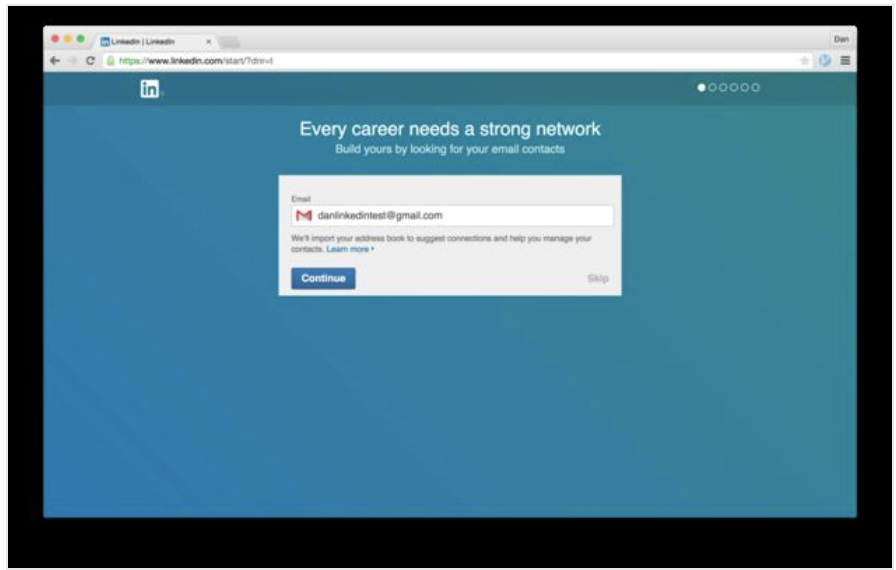 LinkedIn | LinkedIn
Dan
https://www.linkedin.com/start/?dnr=t
in
Every career needs a strong network
Build yours by looking for your email contacts
Email
danlinkedintest@gmail.com
We'll import your address book to suggest connections and help you manage your
contacts. Learn more
Continue
Skip